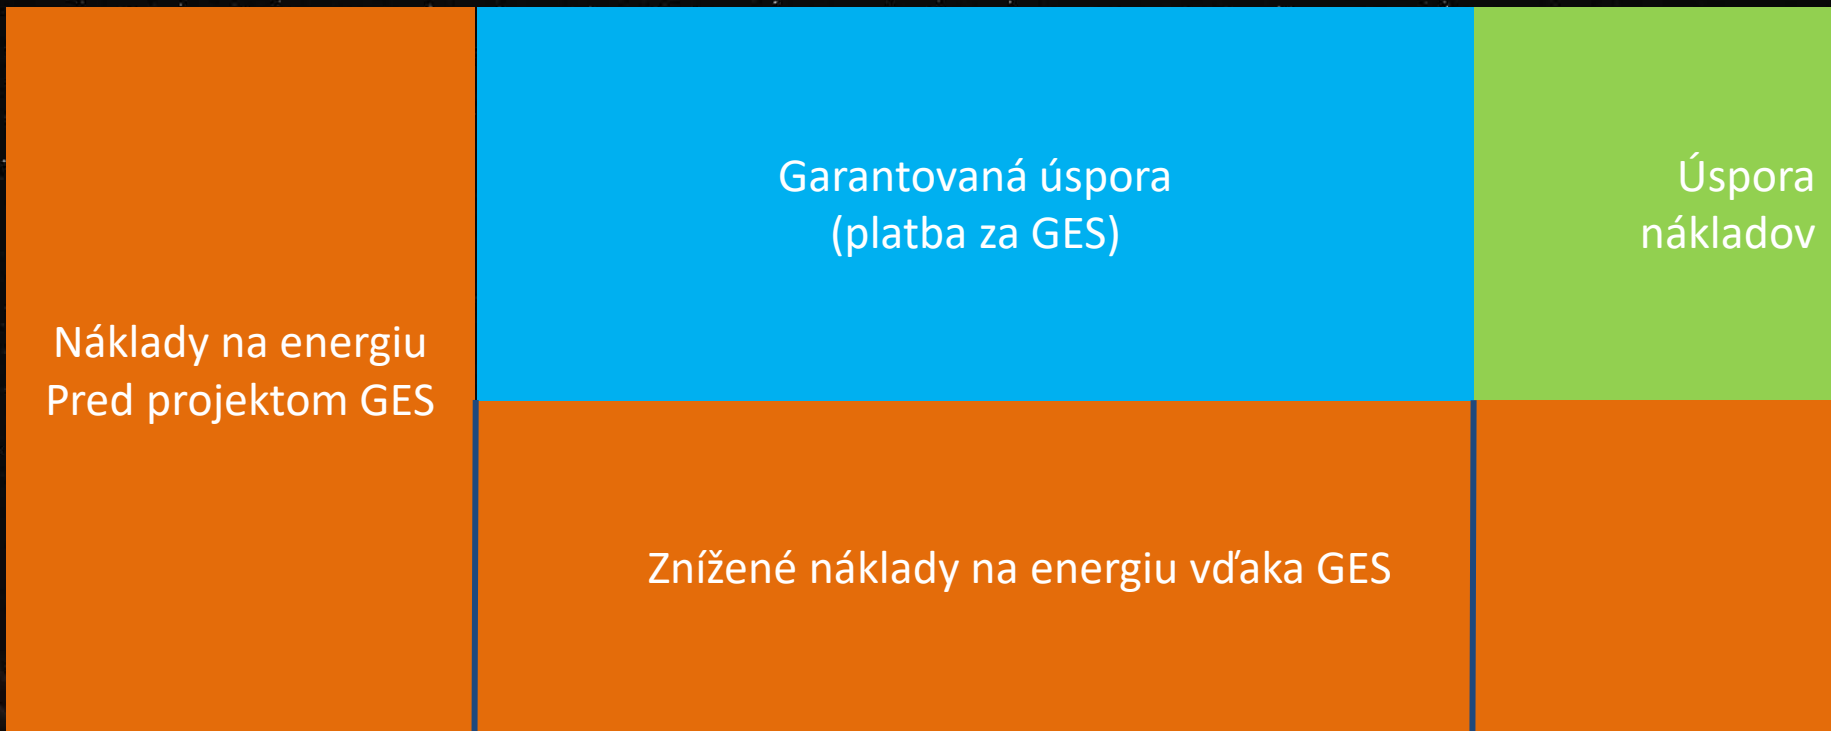 Náklady na energiu
Pred projektom GES
Garantovaná úspora
(platba za GES)
Úspora
nákladov
Znížené náklady na energiu vďaka GES